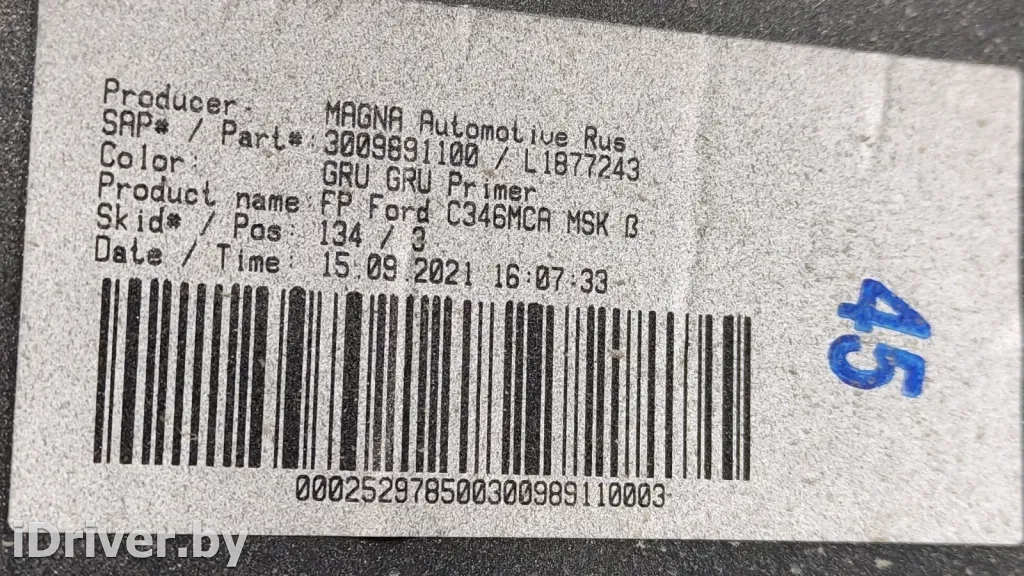 Producer: MAGNA Automotive Rus
SAP# / Part#: 3009891100 / L1877243
Color: GRU GRU Primer
Product name: FP Ford C346MCA MSK B
Skid# / Pos: 134 / 3
Date / Time: 15.09.2021 16:07:33
45
000252978500300989110003
iDriver.by